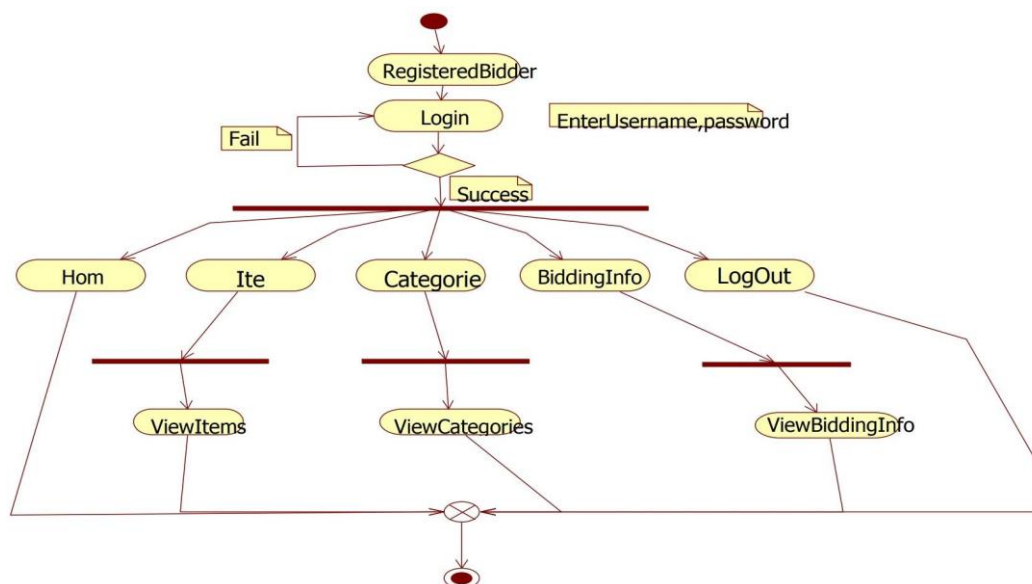 RegisteredBidder
Login
EnterUsername,password
Fail
Success
Hom
Ite
Categorie
BiddingInfo
LogOut
ViewItems
ViewCategories
ViewBiddingInfo